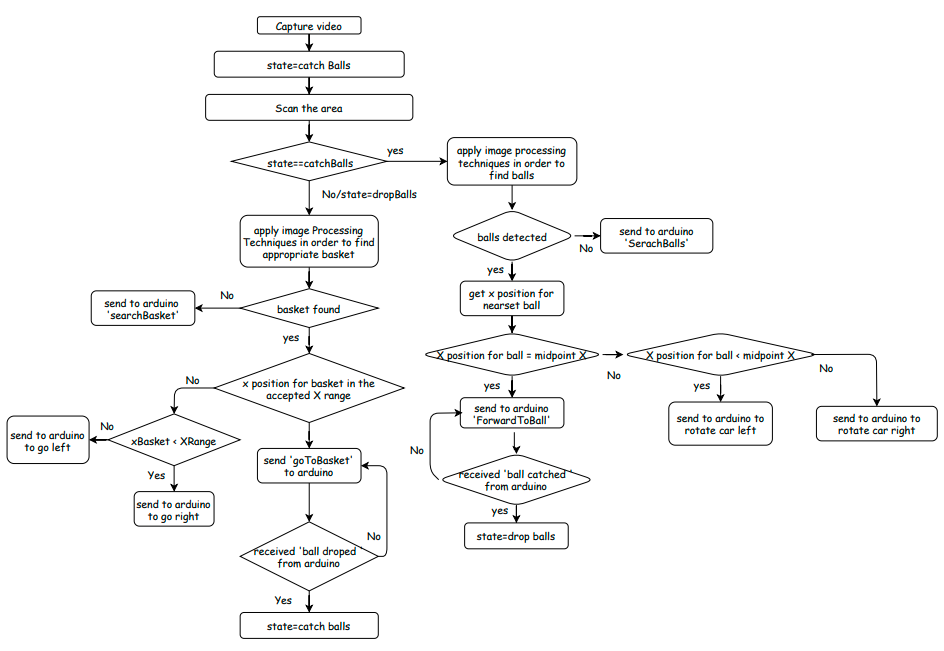 Capture video
state=catch Balls
Scan the area
state==catchBalls
yes
apply image processing
techniques in order to
find balls
No/state=dropBalls
apply image Processing
Techniques in order to find
appropriate basket
balls detected
No
send to arduino
'SerachBalls'
yes
get x position for
nearset ball
No
send to arduino
'searchBasket'
basket found
yes
X position for ball = midpoint X
No
X position for ball < midpoint X
No
yes
yes
send to arduino to
rotate car left
send to arduino to
rotate car right
x position for basket in the
accepted X range
No
send to arduino
'ForwardToBall'
No
send to arduino
to go left
No
xBasket < XRange
Yes
send to arduino
to go right
send 'goToBasket'
to arduino
received 'ball catched '
from arduino
yes
state=drop balls
No
received 'ball droped '
from arduino
Yes
state=catch balls